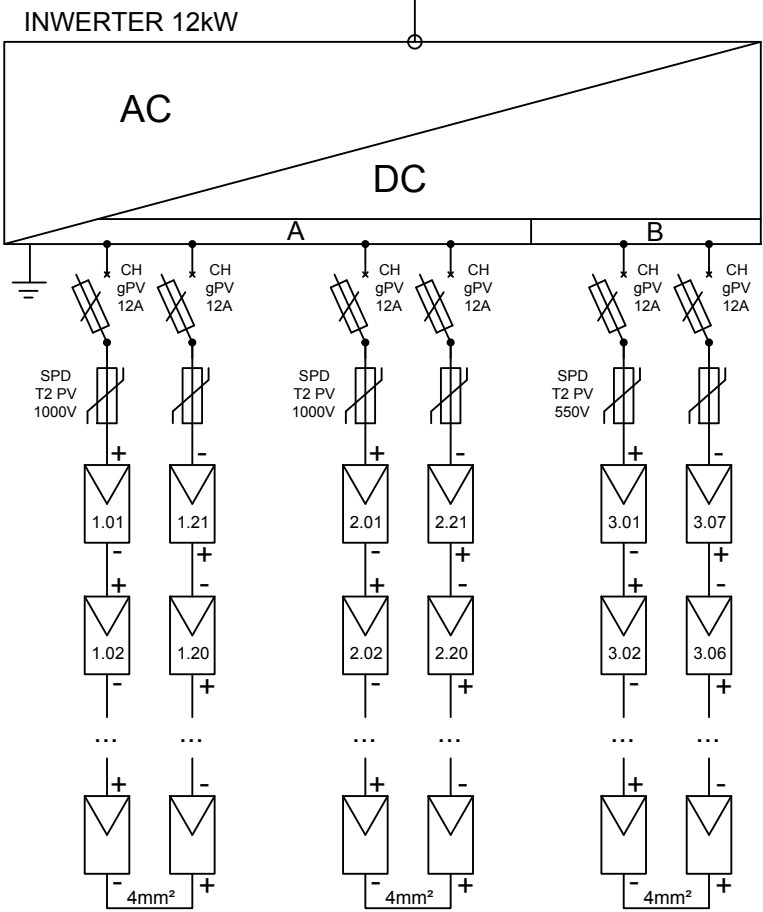 INWERTER 12kW
AC
DC
A
B
CH
gPV
12A
CH
gPV
12A
CH
gPV
12A
CH
gPV
12A
CH
gPV
12A
CH
gPV
12A
SPD
T2 PV
1000V
SPD
T2 PV
1000V
SPD
T2 PV
550V
+ - + - + -
1.01 1.21 2.01 2.21 3.01 3.07
- + - + - +
+ - + - + -
1.02 1.20 2.02 2.20 3.02 3.06
- + - + - +
... ... ... ... ... ...
+ - + - + -
- + - + - +
4mm² 4mm² 4mm²